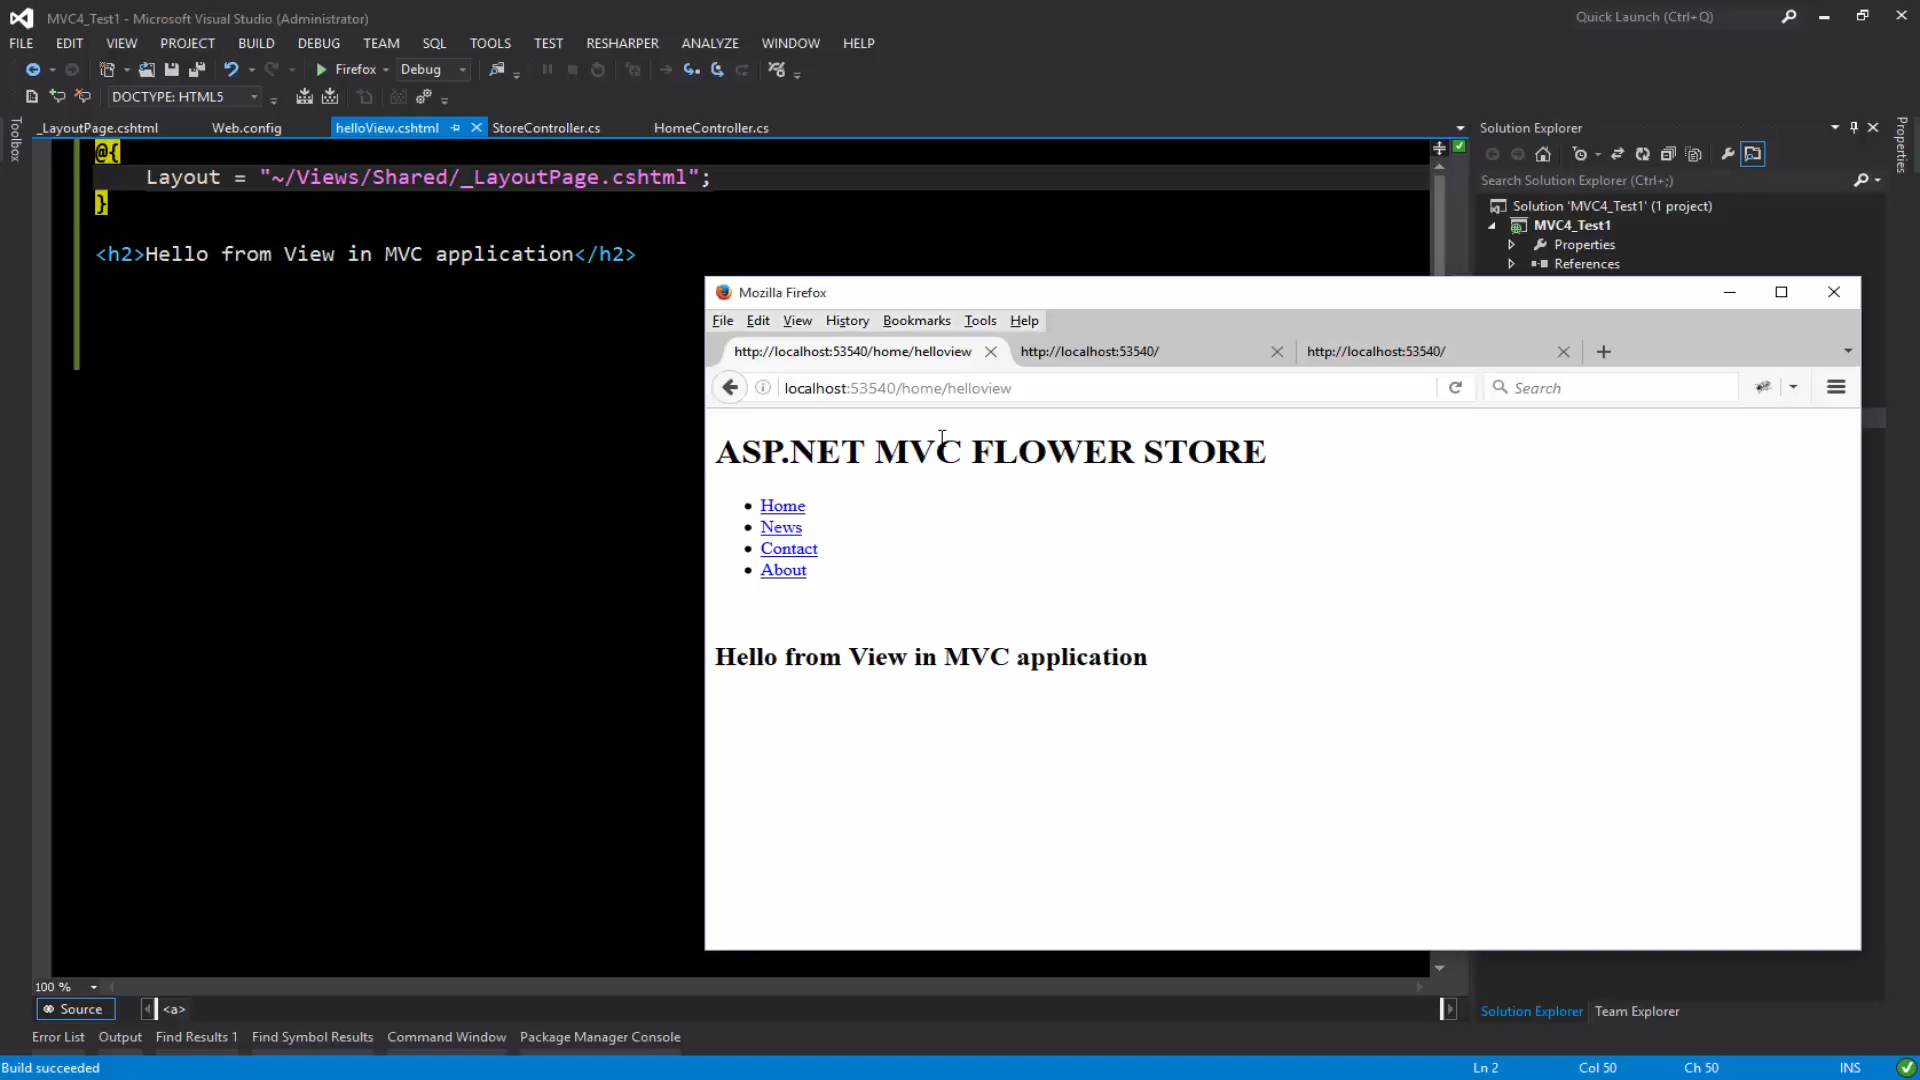 MVC4_Test1 - Microsoft Visual Studio (Administrator)
Quick Launch (Ctrl+Q)
FILE EDIT VIEW PROJECT BUILD DEBUG TEAM SQL TOOLS TEST RESHARPER ANALYZE WINDOW HELP
Firefox Debug
DOCTYPE: HTML5
Toolbox
_LayoutPage.cshtml Web.config helloView.cshtml StoreController.cs HomeController.cs
@{
Layout = "~/Views/Shared/_LayoutPage.cshtml";
}
<h2>Hello from View in MVC application</h2>
Solution Explorer
Properties
Search Solution Explorer (Ctrl+;)
Solution 'MVC4_Test1' (1 project)
MVC4_Test1
Properties
References
Mozilla Firefox
File Edit View History Bookmarks Tools Help
http://localhost:53540/home/helloview http://localhost:53540/ http://localhost:53540/
localhost:53540/home/helloview
Search
ASP.NET MVC FLOWER STORE
Home
News
Contact
About
Hello from View in MVC application
100 %
Source <a>
Solution Explorer Team Explorer
Error List Output Find Results 1 Find Symbol Results Command Window Package Manager Console
Build succeeded Ln 2 Col 50 Ch 50 INS